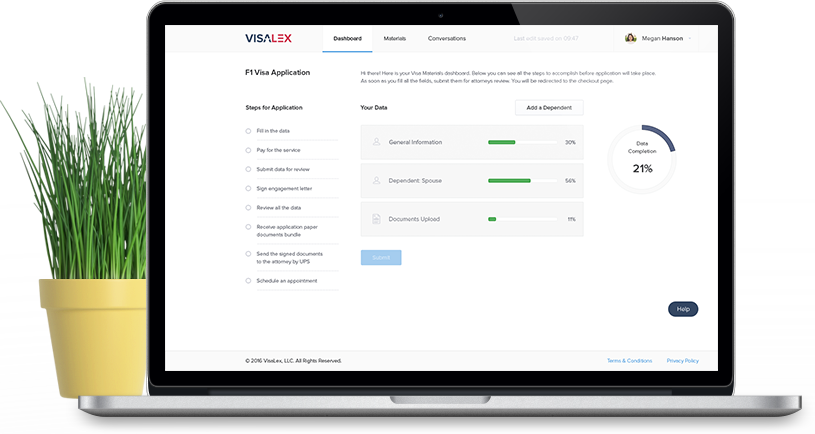 VISALEX
Dashboard
Materials
Conversations
Last edit saved on 09:47
Megan Hanson
F1 Visa Application
Hi there! Here is your Visa Materials dashboard. Below you can see all the steps to accomplish before application will take place.
As soon as you fill all the fields, submit them for attorneys review. You will be redirected to the checkout page.
Steps for Application
Fill in the data
Pay for the service
Submit data for review
Sign engagement letter
Review all the data
Receive application paper
documents bundle
Send the signed documents
to the attorney by UPS
Schedule an appointment
Your Data
Add a Dependent
General Information
30%
Dependent: Spouse
56%
Documents Upload
11%
Submit
Data
Completion
21%
Help
© 2016 VisaLex, LLC. All Rights Reserved.
Terms & Conditions
Privacy Policy